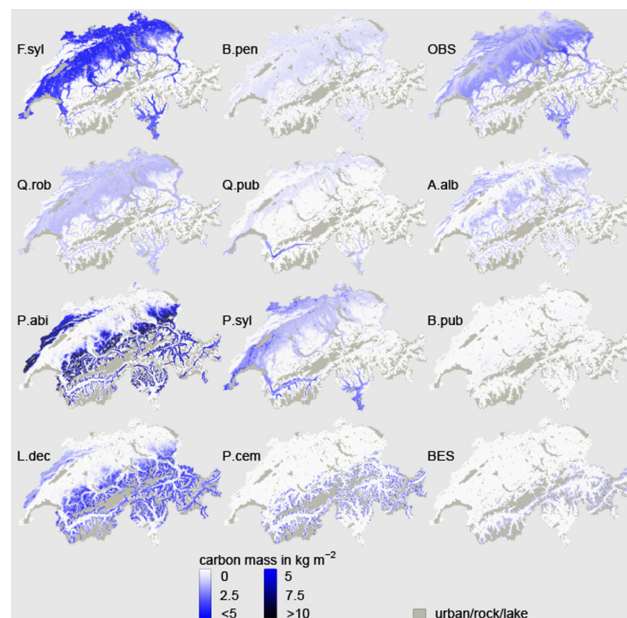 F.syl
B.pen
OBS
Q.rob
Q.pub
A.alb
P.abi
P.syl
B.pub
L.dec
P.cem
BES
carbon mass in kg m⁻²
0 5
2.5 7.5
<5 >10
urban/rock/lake